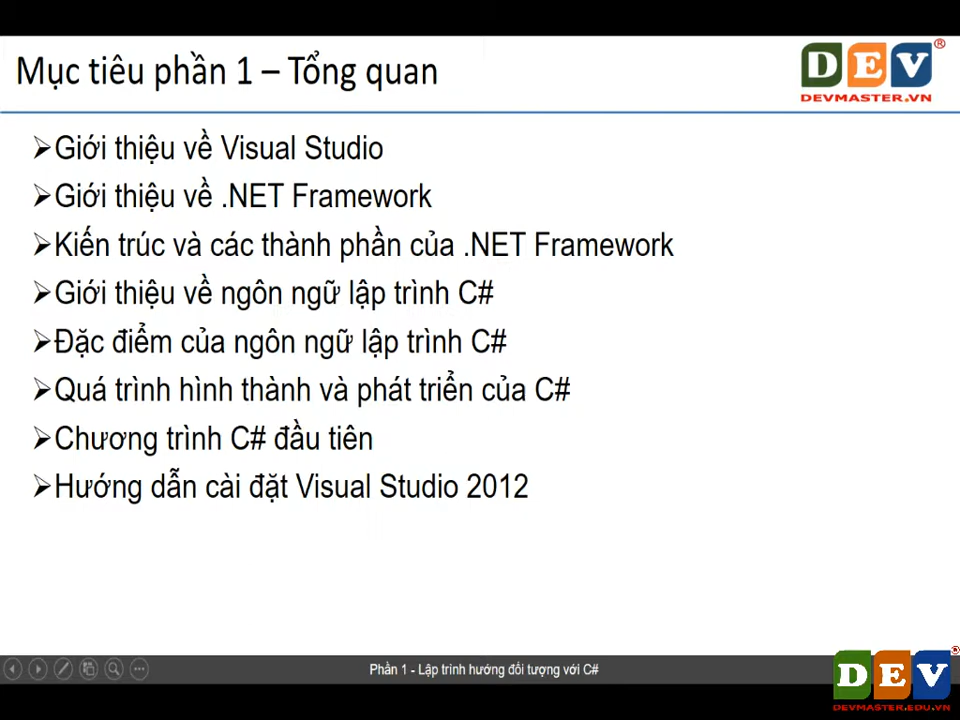 Mục tiêu phần 1 – Tổng quan
DEV®
DEVMASTER.VN
Giới thiệu về Visual Studio
Giới thiệu về .NET Framework
Kiến trúc và các thành phần của .NET Framework
Giới thiệu về ngôn ngữ lập trình C#
Đặc điểm của ngôn ngữ lập trình C#
Quá trình hình thành và phát triển của C#
Chương trình C# đầu tiên
Hướng dẫn cài đặt Visual Studio 2012
Phần 1 - Lập trình hướng đối tượng với C#
DEV®
DEVMASTER.EDU.VN